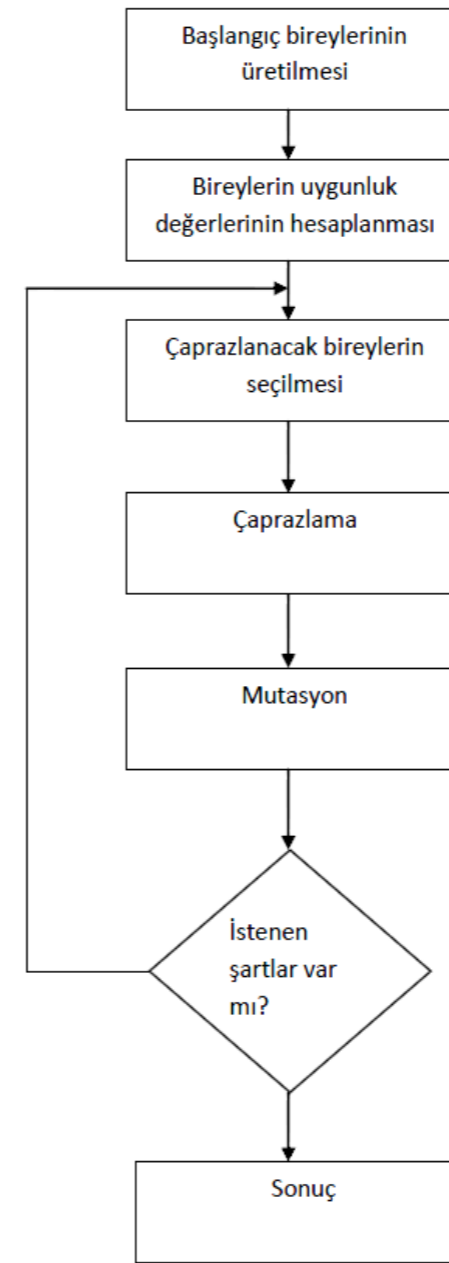 Başlangıç bireylerinin
üretilmesi
Bireylerin uygunluk
değerlerinin hesaplanması
Çaprazlanacak bireylerin
seçilmesi
Çaprazlama
Mutasyon
İstenen
şartlar var
mı?
Sonuç